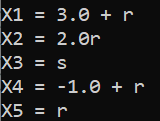 X1 = 3.0 + r
X2 = 2.0r
X3 = s
X4 = -1.0 + r
X5 = r